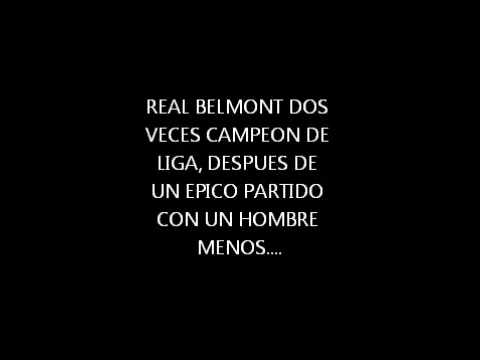 REAL BELMONT DOS
VECES CAMPEON DE
LIGA, DESPUES DE
UN EPICO PARTIDO
CON UN HOMBRE
MENOS....